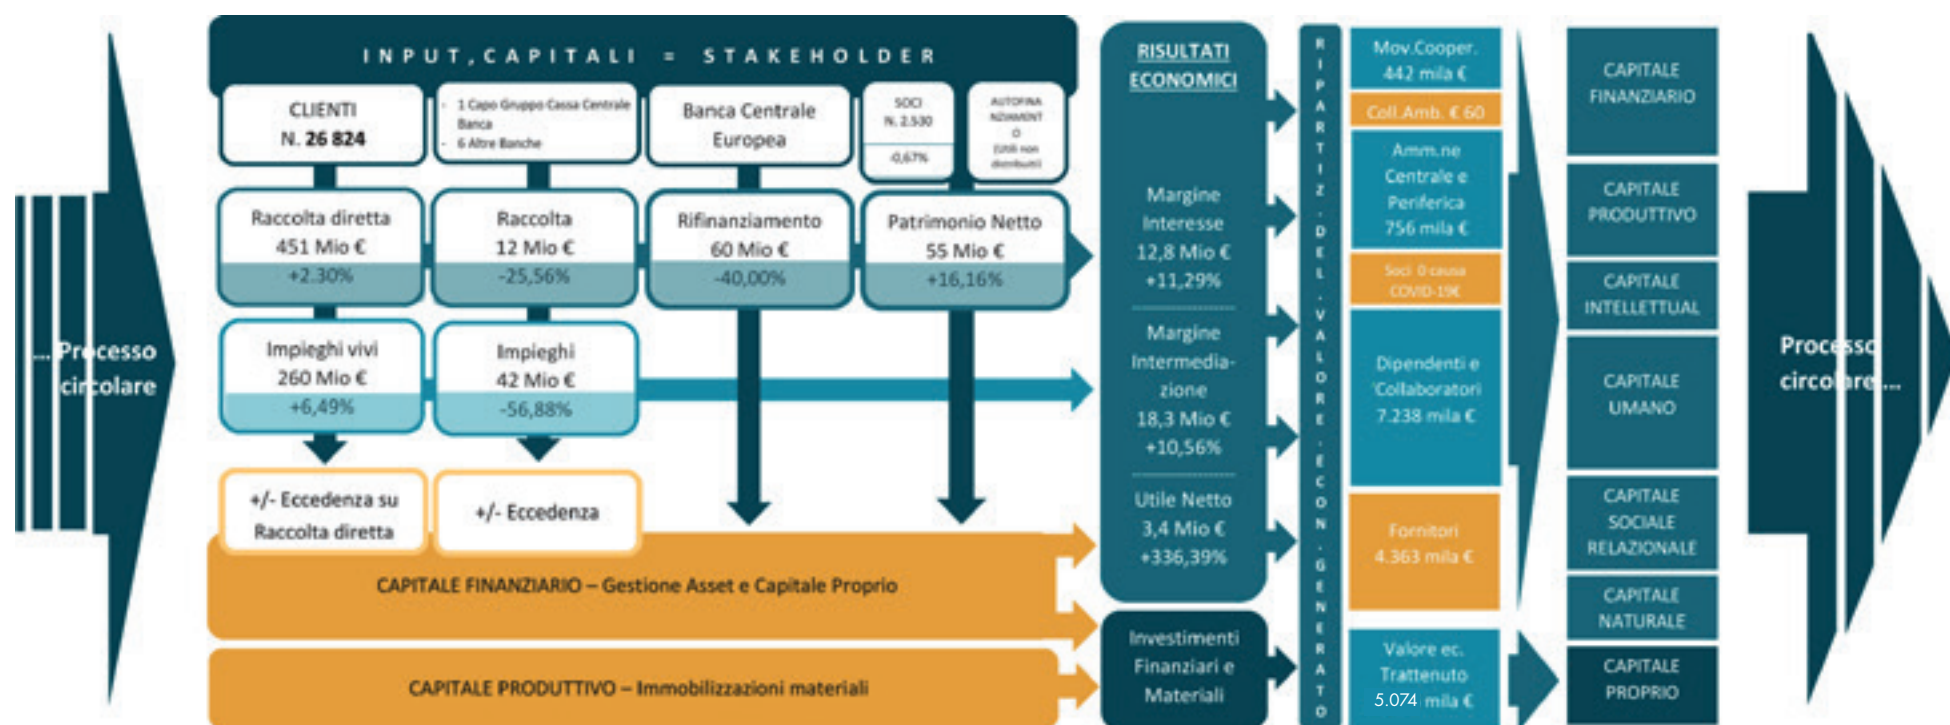 INPUT,CAPITALI = STAKEHOLDER
CLIENTI
N. 26 824
- 1 Capo Gruppo Cassa Centrale
Banca
- 6 Altre Banche
Banca Centrale
Europea
SOCI
N. 2.530
-0,67%
AUTOFINA
NZIAMENT
O
(Utili non
distribuiti)
Raccolta diretta
451 Mio €
+2.30%
Raccolta
12 Mio €
-25,56%
Rifinanziamento
60 Mio €
-40,00%
Patrimonio Netto
55 Mio €
+16,16%
... Processo
circolare
Impieghi vivi
260 Mio €
+6,49%
Impieghi
42 Mio €
-56,88%
+/- Eccedenza su
Raccolta diretta
+/- Eccedenza
CAPITALE FINANZIARIO – Gestione Asset e Capitale Proprio
CAPITALE PRODUTTIVO – Immobilizzazioni materiali
RISULTATI
ECONOMICI
Margine
Interesse
12,8 Mio €
+11,29%
Margine
Intermedia-
zione
18,3 Mio €
+10,56%
Utile Netto
3,4 Mio €
+336,39%
Investimenti
Finanziari e
Materiali
RIPARTIZ.DEL.VALORE.ECON.GENERATO
Mov.Cooper.
442 mila €
Coll.Amb. € 60
Amm.ne
Centrale e
Periferica
756 mila €
Soci 0 causa
COVID-19€
Dipendenti e
'Collaboratori
7.238 mila €
Fornitori
4.363 mila €
Valore ec.
Trattenuto
5.074 mila €
CAPITALE
FINANZIARIO
CAPITALE
PRODUTTIVO
CAPITALE
INTELLETTUAL
CAPITALE
UMANO
CAPITALE
SOCIALE
RELAZIONALE
CAPITALE
NATURALE
CAPITALE
PROPRIO
Processo
circolare ...